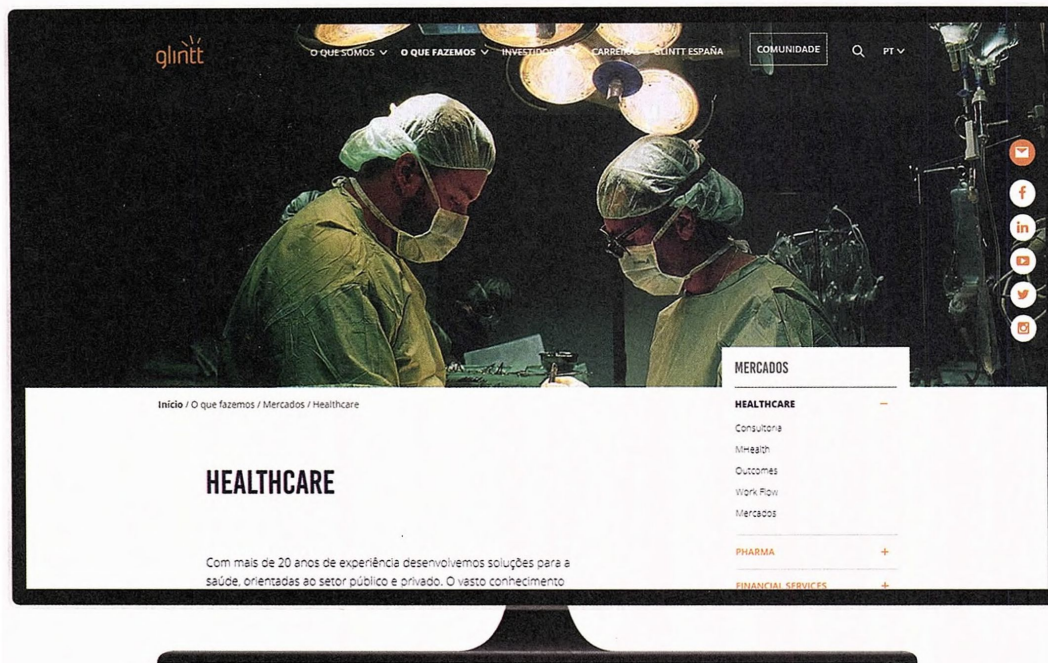 glintt
O QUE SOMOS O QUE FAZEMOS INVESTIDORES CARREIRAS GLINTT ESPAÑA COMUNIDADE PT
MERCADOS
Início / O que fazemos / Mercados / Healthcare
HEALTHCARE
Consultoria
MHealth
Outcomes
Work Flow
Mercados
PHARMA +
FINANCIAL SERVICES +
HEALTHCARE
Com mais de 20 anos de experiência desenvolvemos soluções para a
saúde, orientadas ao setor público e privado. O vasto conhecimento